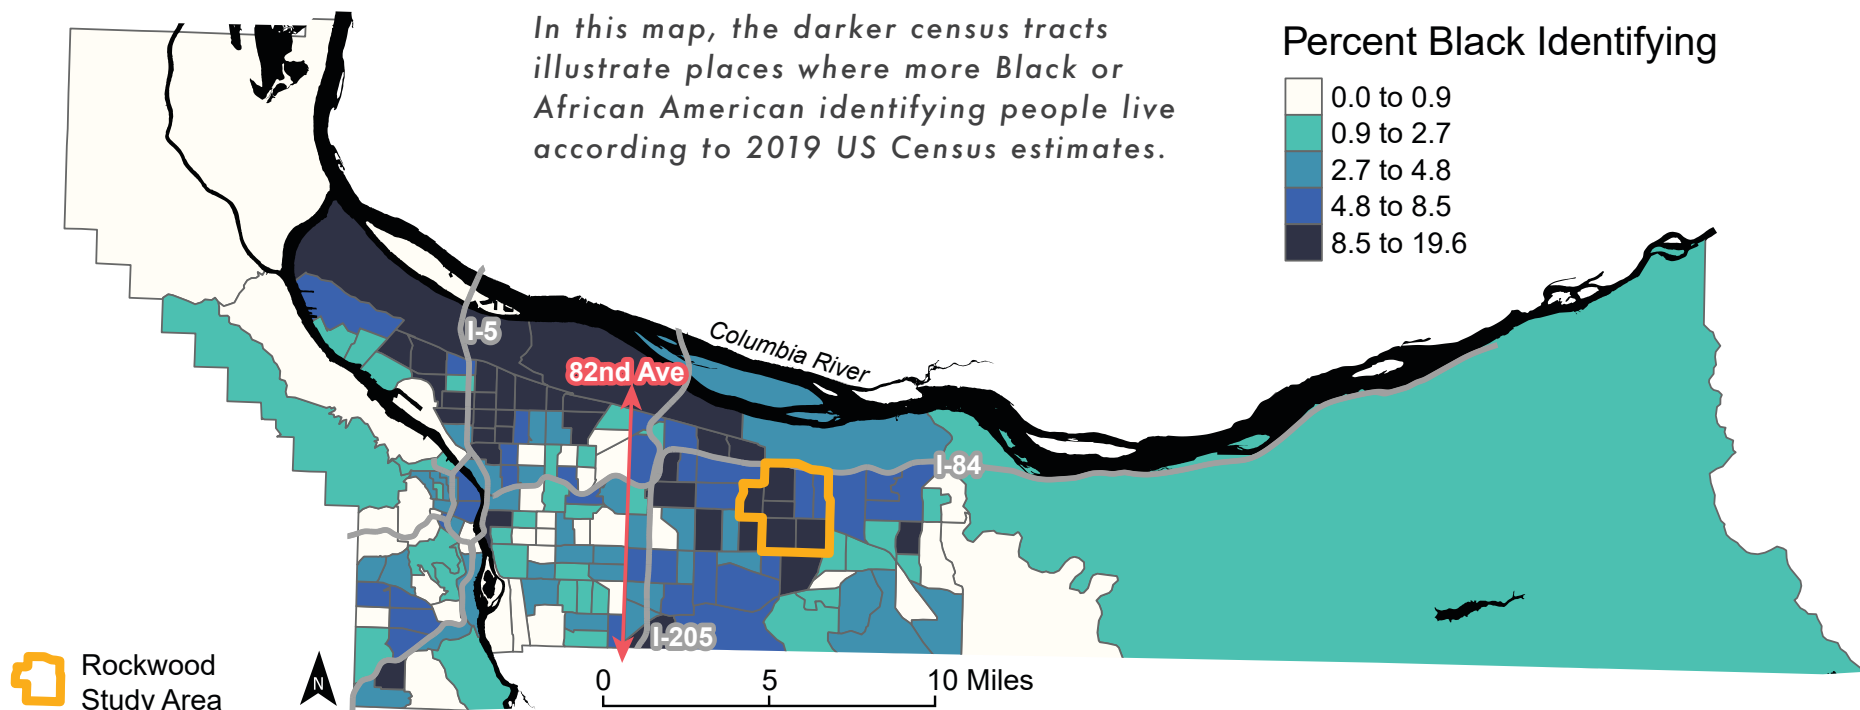 In this map, the darker census tracts
illustrate places where more Black or
African American identifying people live
according to 2019 US Census estimates.
Percent Black Identifying
0.0 to 0.9
0.9 to 2.7
2.7 to 4.8
4.8 to 8.5
8.5 to 19.6
I-5
82nd Ave
Columbia River
I-84
I-205
Rockwood
Study Area
N
0 5 10 Miles